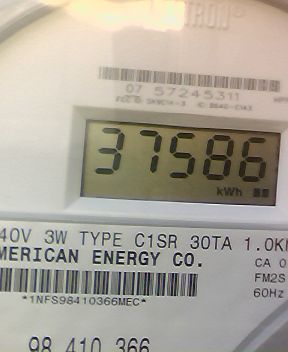 TRON®
07 57245311
37586
kWh
40V 3W TYPE C1SR 30TA 1.0K
MERICAN ENERGY CO.
CA 0
FM2S
60Hz
*1NFS98410366MEC*
98 410 366